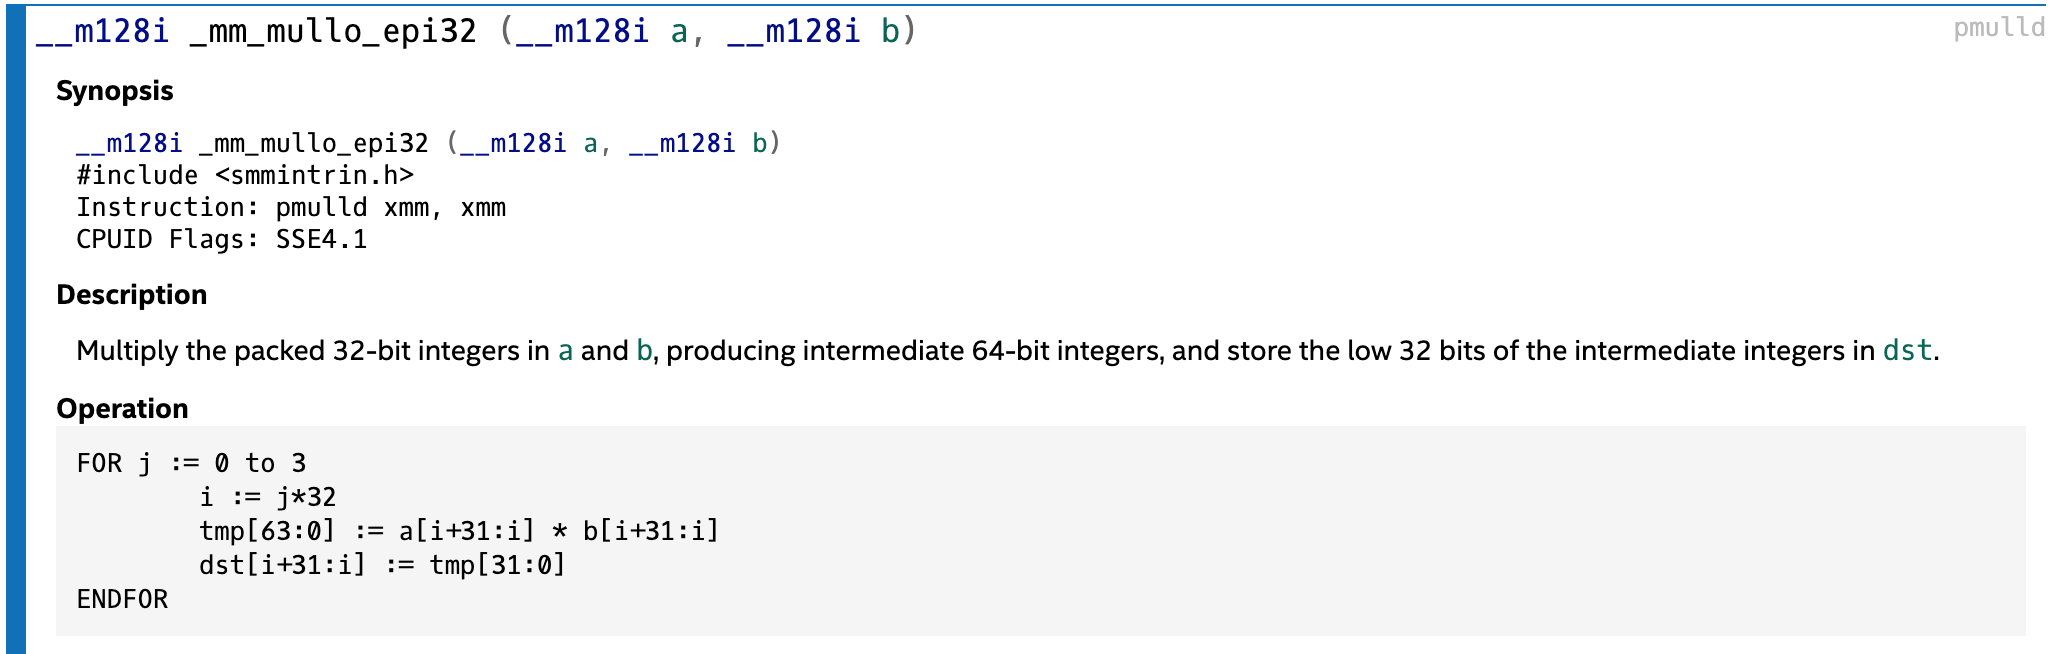 __m128i _mm_mullo_epi32 (__m128i a, __m128i b)
pmulld
Synopsis
__m128i _mm_mullo_epi32 (__m128i a, __m128i b)
#include <smmintrin.h>
Instruction: pmulld xmm, xmm
CPUID Flags: SSE4.1
Description
Multiply the packed 32-bit integers in a and b, producing intermediate 64-bit integers, and store the low 32 bits of the intermediate integers in dst.
Operation
FOR j := 0 to 3
	i := j*32
	tmp[63:0] := a[i+31:i] * b[i+31:i]
	dst[i+31:i] := tmp[31:0]
ENDFOR